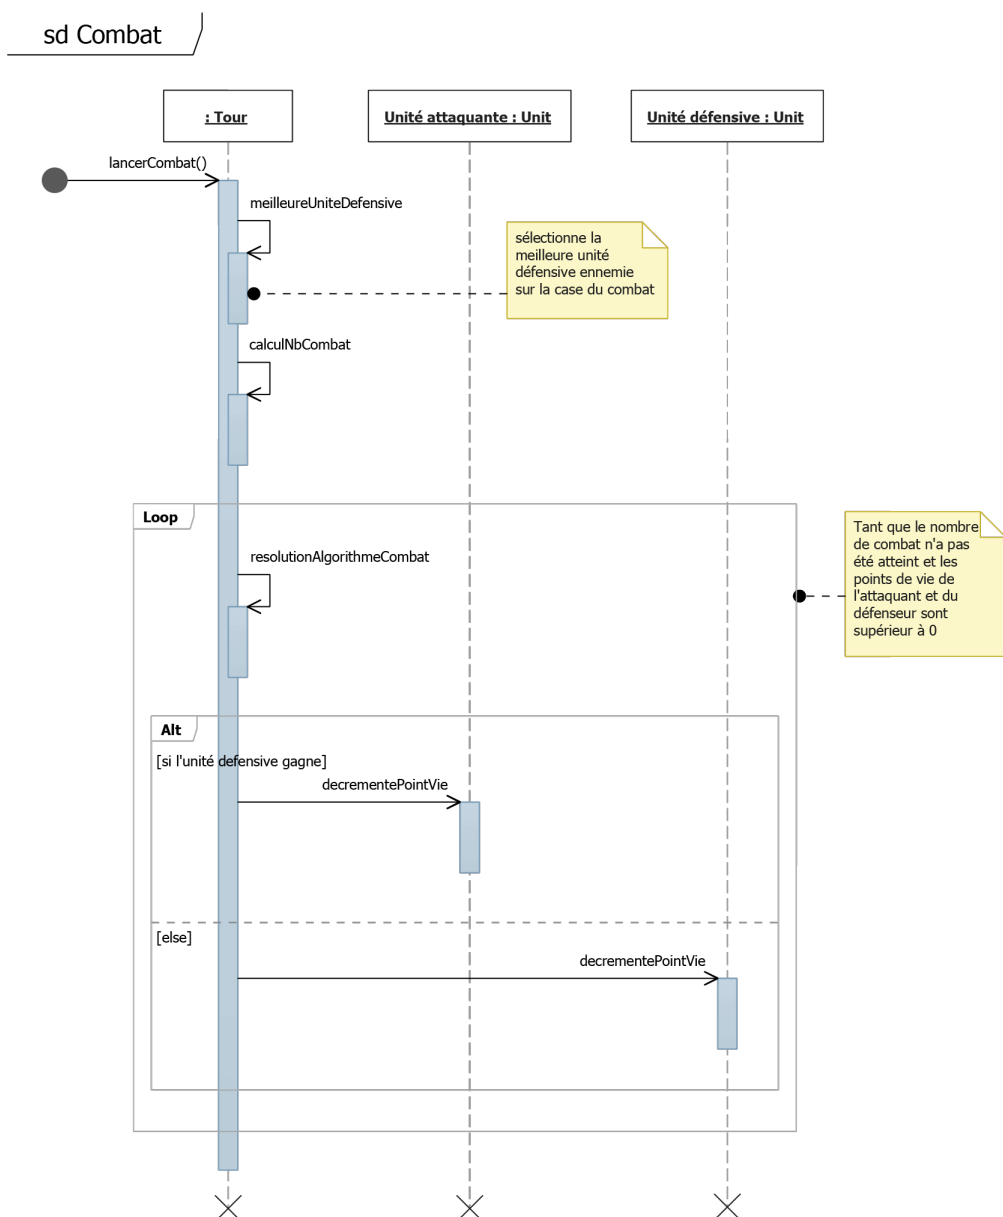 sd Combat
: Tour
Unité attaquante : Unit
Unité défensive : Unit
lancerCombat()
meilleureUniteDefensive
sélectionne la
meilleure unité
défensive ennemie
sur la case du combat
calculNbCombat
Loop
Tant que le nombre
de combat n'a pas
été atteint et les
points de vie de
l'attaquant et du
défenseur sont
supérieur à 0
resolutionAlgorithmeCombat
Alt
[si l'unité defensive gagne]
decrementePointVie
[else]
decrementePointVie